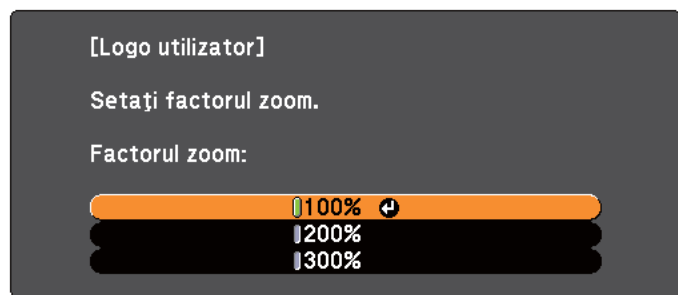 [Logo utilizator]
Setaţi factorul zoom.
Factorul zoom:
100%
200%
300%